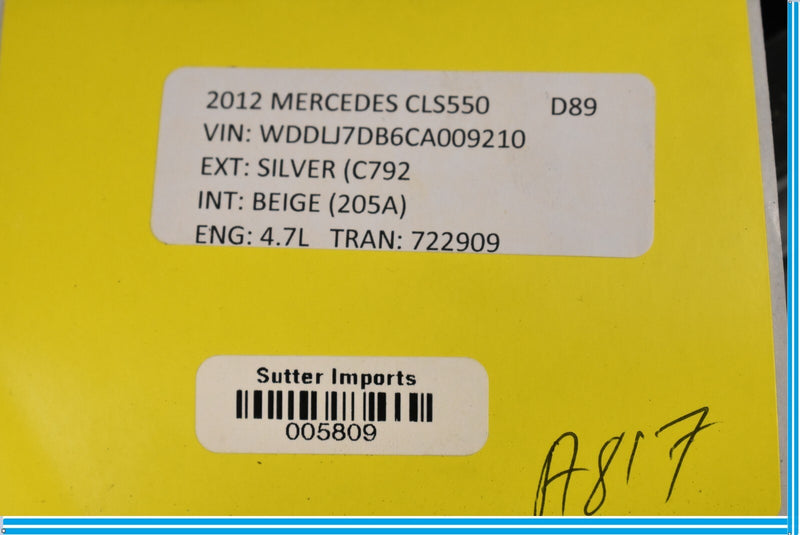 2012 MERCEDES CLS550 D89
VIN: WDDLJ7DB6CA009210
EXT: SILVER (C792
INT: BEIGE (205A)
ENG: 4.7L TRAN: 722909
Sutter Imports
005809
A817